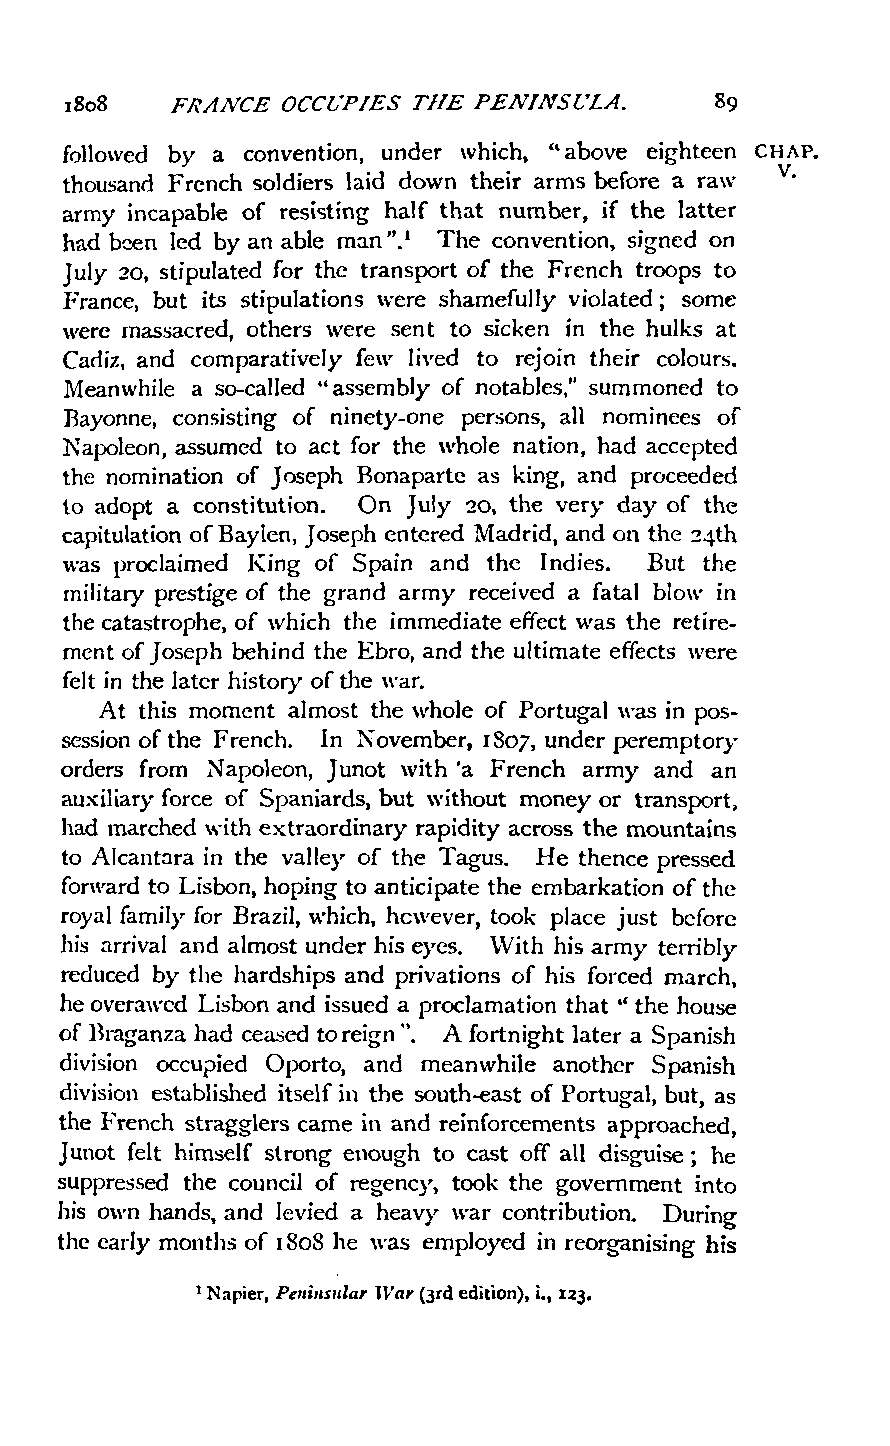 1808 FRANCE OCCUPIES THE PENINSULA. 89
followed by a convention, under which, "above eighteen CHAP.
thousand French soldiers laid down their arms before a raw V.
army incapable of resisting half that number, if the latter
had been led by an able man".¹ The convention, signed on
July 20, stipulated for the transport of the French troops to
France, but its stipulations were shamefully violated; some
were massacred, others were sent to sicken in the hulks at
Cadiz, and comparatively few lived to rejoin their colours.
Meanwhile a so-called "assembly of notables," summoned to
Bayonne, consisting of ninety-one persons, all nominees of
Napoleon, assumed to act for the whole nation, had accepted
the nomination of Joseph Bonaparte as king, and proceeded
to adopt a constitution. On July 20, the very day of the
capitulation of Baylen, Joseph entered Madrid, and on the 24th
was proclaimed King of Spain and the Indies. But the
military prestige of the grand army received a fatal blow in
the catastrophe, of which the immediate effect was the retire-
ment of Joseph behind the Ebro, and the ultimate effects were
felt in the later history of the war.
At this moment almost the whole of Portugal was in pos-
session of the French. In November, 1807, under peremptory
orders from Napoleon, Junot with 'a French army and an
auxiliary force of Spaniards, but without money or transport,
had marched with extraordinary rapidity across the mountains
to Alcantara in the valley of the Tagus. He thence pressed
forward to Lisbon, hoping to anticipate the embarkation of the
royal family for Brazil, which, however, took place just before
his arrival and almost under his eyes. With his army terribly
reduced by the hardships and privations of his forced march,
he overawed Lisbon and issued a proclamation that "the house
of Braganza had ceased to reign". A fortnight later a Spanish
division occupied Oporto, and meanwhile another Spanish
division established itself in the south-east of Portugal, but, as
the French stragglers came in and reinforcements approached,
Junot felt himself strong enough to cast off all disguise; he
suppressed the council of regency, took the government into
his own hands, and levied a heavy war contribution. During
the early months of 1808 he was employed in reorganising his
¹ Napier, Peninsular War (3rd edition), i., 123.